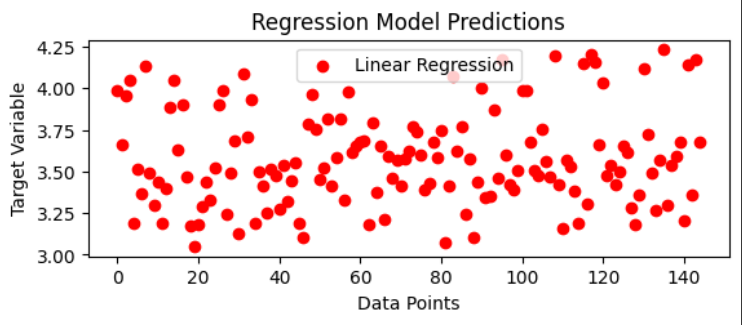 Regression Model Predictions
Linear Regression
Target Variable
4.25
4.00
3.75
3.50
3.25
3.00
0 20 40 60 80 100 120 140
Data Points